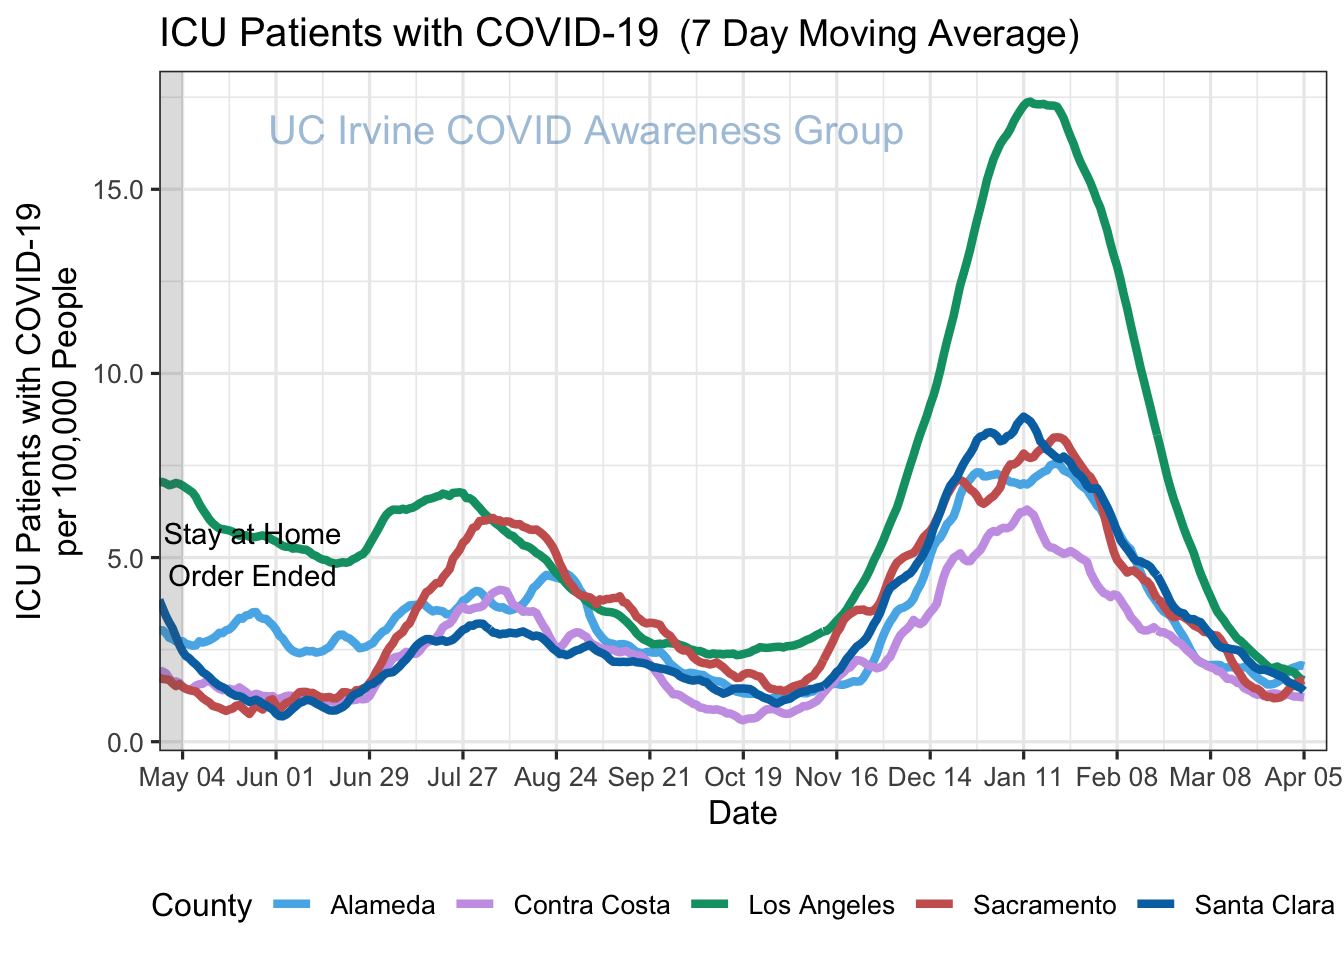 ICU Patients with COVID-19 (7 Day Moving Average)
UC Irvine COVID Awareness Group
ICU Patients with COVID-19
per 100,000 People
15.0
10.0
5.0
0.0
Stay at Home
Order Ended
May 04 Jun 01 Jun 29 Jul 27 Aug 24 Sep 21 Oct 19 Nov 16 Dec 14 Jan 11 Feb 08 Mar 08 Apr 05
Date
County Alameda Contra Costa Los Angeles Sacramento Santa Clara